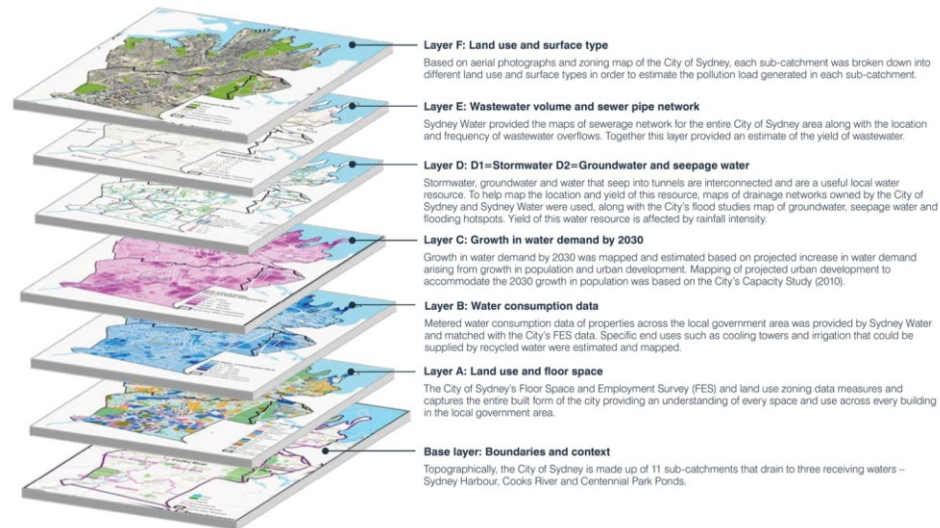 Layer F: Land use and surface type
Based on aerial photographs and zoning map of the City of Sydney, each sub-catchment was broken down into
different land use and surface types in order to estimate the pollution load generated in each sub-catchment.
Layer E: Wastewater volume and sewer pipe network
Sydney Water provided the maps of sewerage network for the entire City of Sydney area along with the location
and frequency of wastewater overflows. Together this layer provided an estimate of the yield of wastewater.
Layer D: D1=Stormwater D2=Groundwater and seepage water
Stormwater, groundwater and water that seep into tunnels are interconnected and are a useful local water
resource. To help map the location and yield of this resource, maps of drainage networks owned by the City of
Sydney and Sydney Water were used, along with the City's flood studies map of groundwater, seepage water and
flooding hotspots. Yield of this water resource is affected by rainfall intensity.
Layer C: Growth in water demand by 2030
Growth in water demand by 2030 was mapped and estimated based on projected increase in water demand
arising from growth in population and urban development. Mapping of projected urban development to
accommodate the 2030 growth in population was based on the City's Capacity Study (2010).
Layer B: Water consumption data
Metered water consumption data of properties across the local government area was provided by Sydney Water
and matched with the City's FES data. Specific end uses such as cooling towers and irrigation that could be
supplied by recycled water were estimated and mapped.
Layer A: Land use and floor space
The City of Sydney's Floor Space and Employment Survey (FES) and land use zoning data measures and
captures the entire built form of the city providing an understanding of every space and use across every building
in the local government area.
Base layer: Boundaries and context
Topographically, the City of Sydney is made up of 11 sub-catchments that drain to three receiving waters –
Sydney Harbour, Cooks River and Centennial Park Ponds.